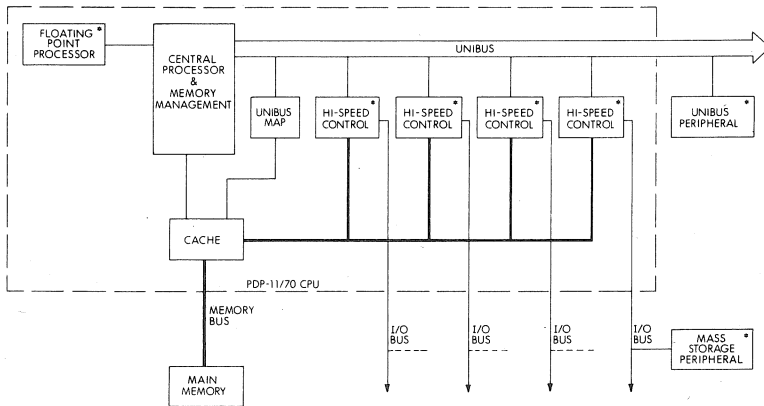 FLOATING *
POINT
PROCESSOR
CENTRAL
PROCESSOR
&
MEMORY
MANAGEMENT
UNIBUS
UNIBUS
MAP
HI-SPEED *
CONTROL
HI-SPEED *
CONTROL
HI-SPEED *
CONTROL
HI-SPEED *
CONTROL
UNIBUS *
PERIPHERAL
CACHE
PDP-11/70 CPU
MEMORY
BUS
I/O
BUS
I/O
BUS
I/O
BUS
I/O
BUS
MASS *
STORAGE
PERIPHERAL
MAIN
MEMORY